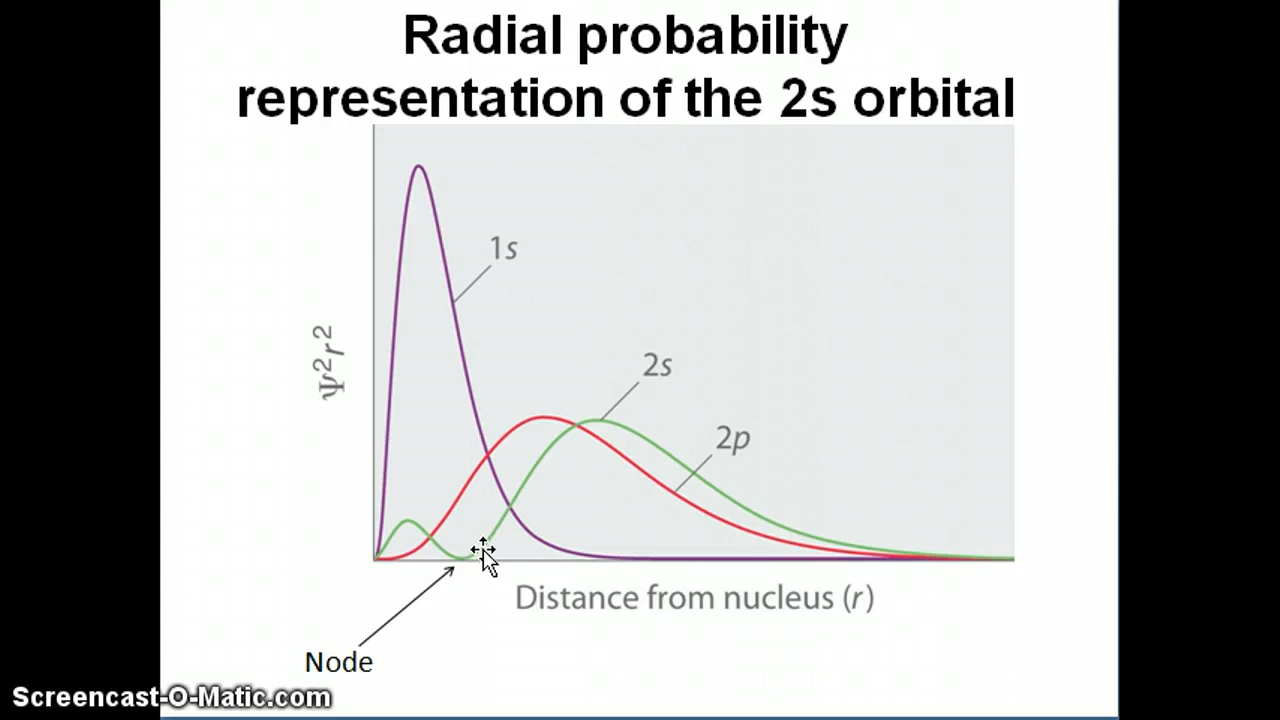 Radial probability
representation of the 2s orbital
1s
2s
2p
Ψ²r²
Distance from nucleus (r)
Node
Screencast-O-Matic.com